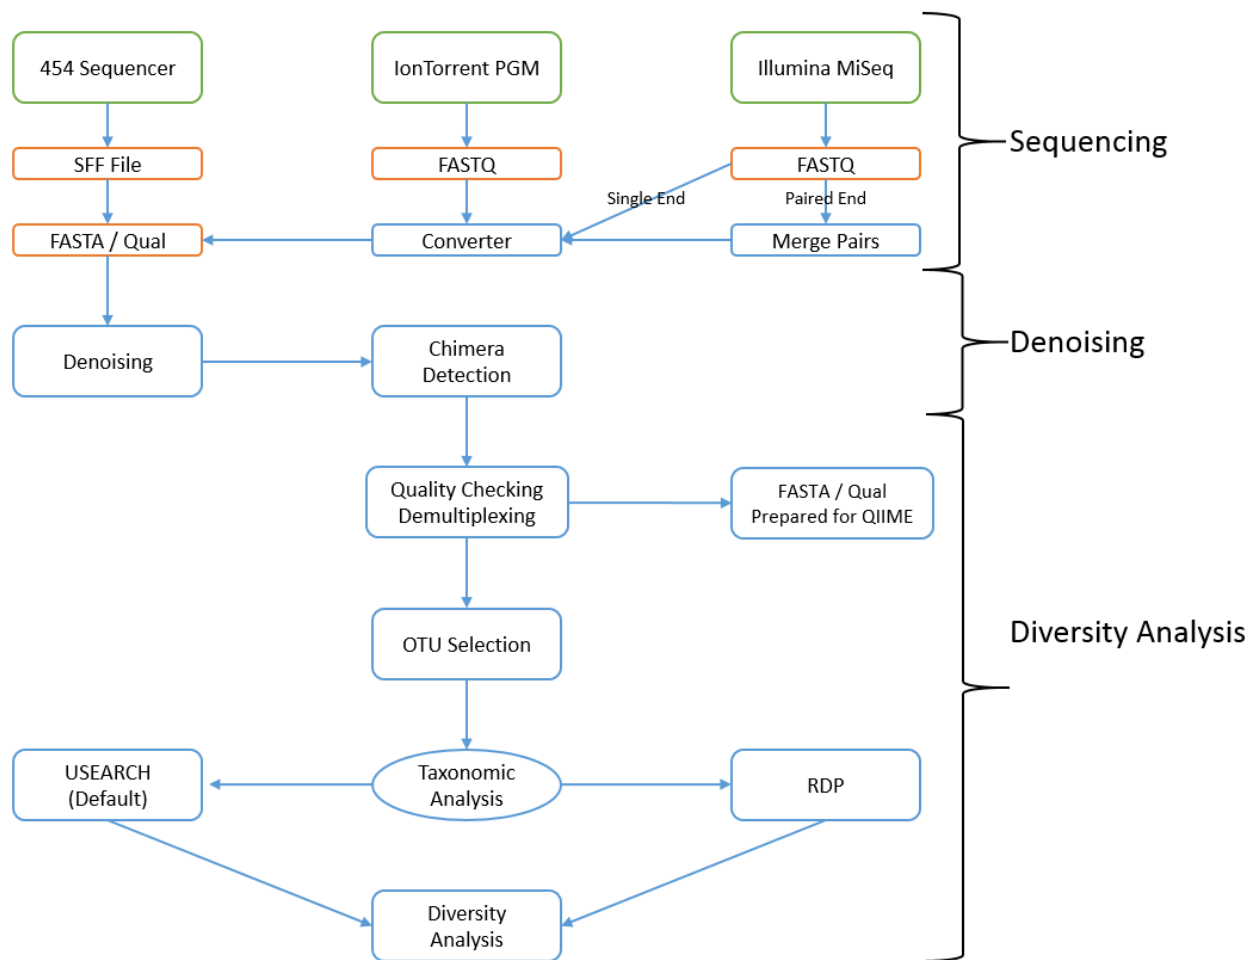 454 Sequencer
IonTorrent PGM
Illumina MiSeq
Sequencing
SFF File
FASTQ
FASTQ
Single End
Paired End
FASTA / Qual
Converter
Merge Pairs
Denoising
Chimera
Detection
Denoising
Quality Checking
Demultiplexing
FASTA / Qual
Prepared for QIIME
OTU Selection
Diversity Analysis
USEARCH
(Default)
Taxonomic
Analysis
RDP
Diversity
Analysis